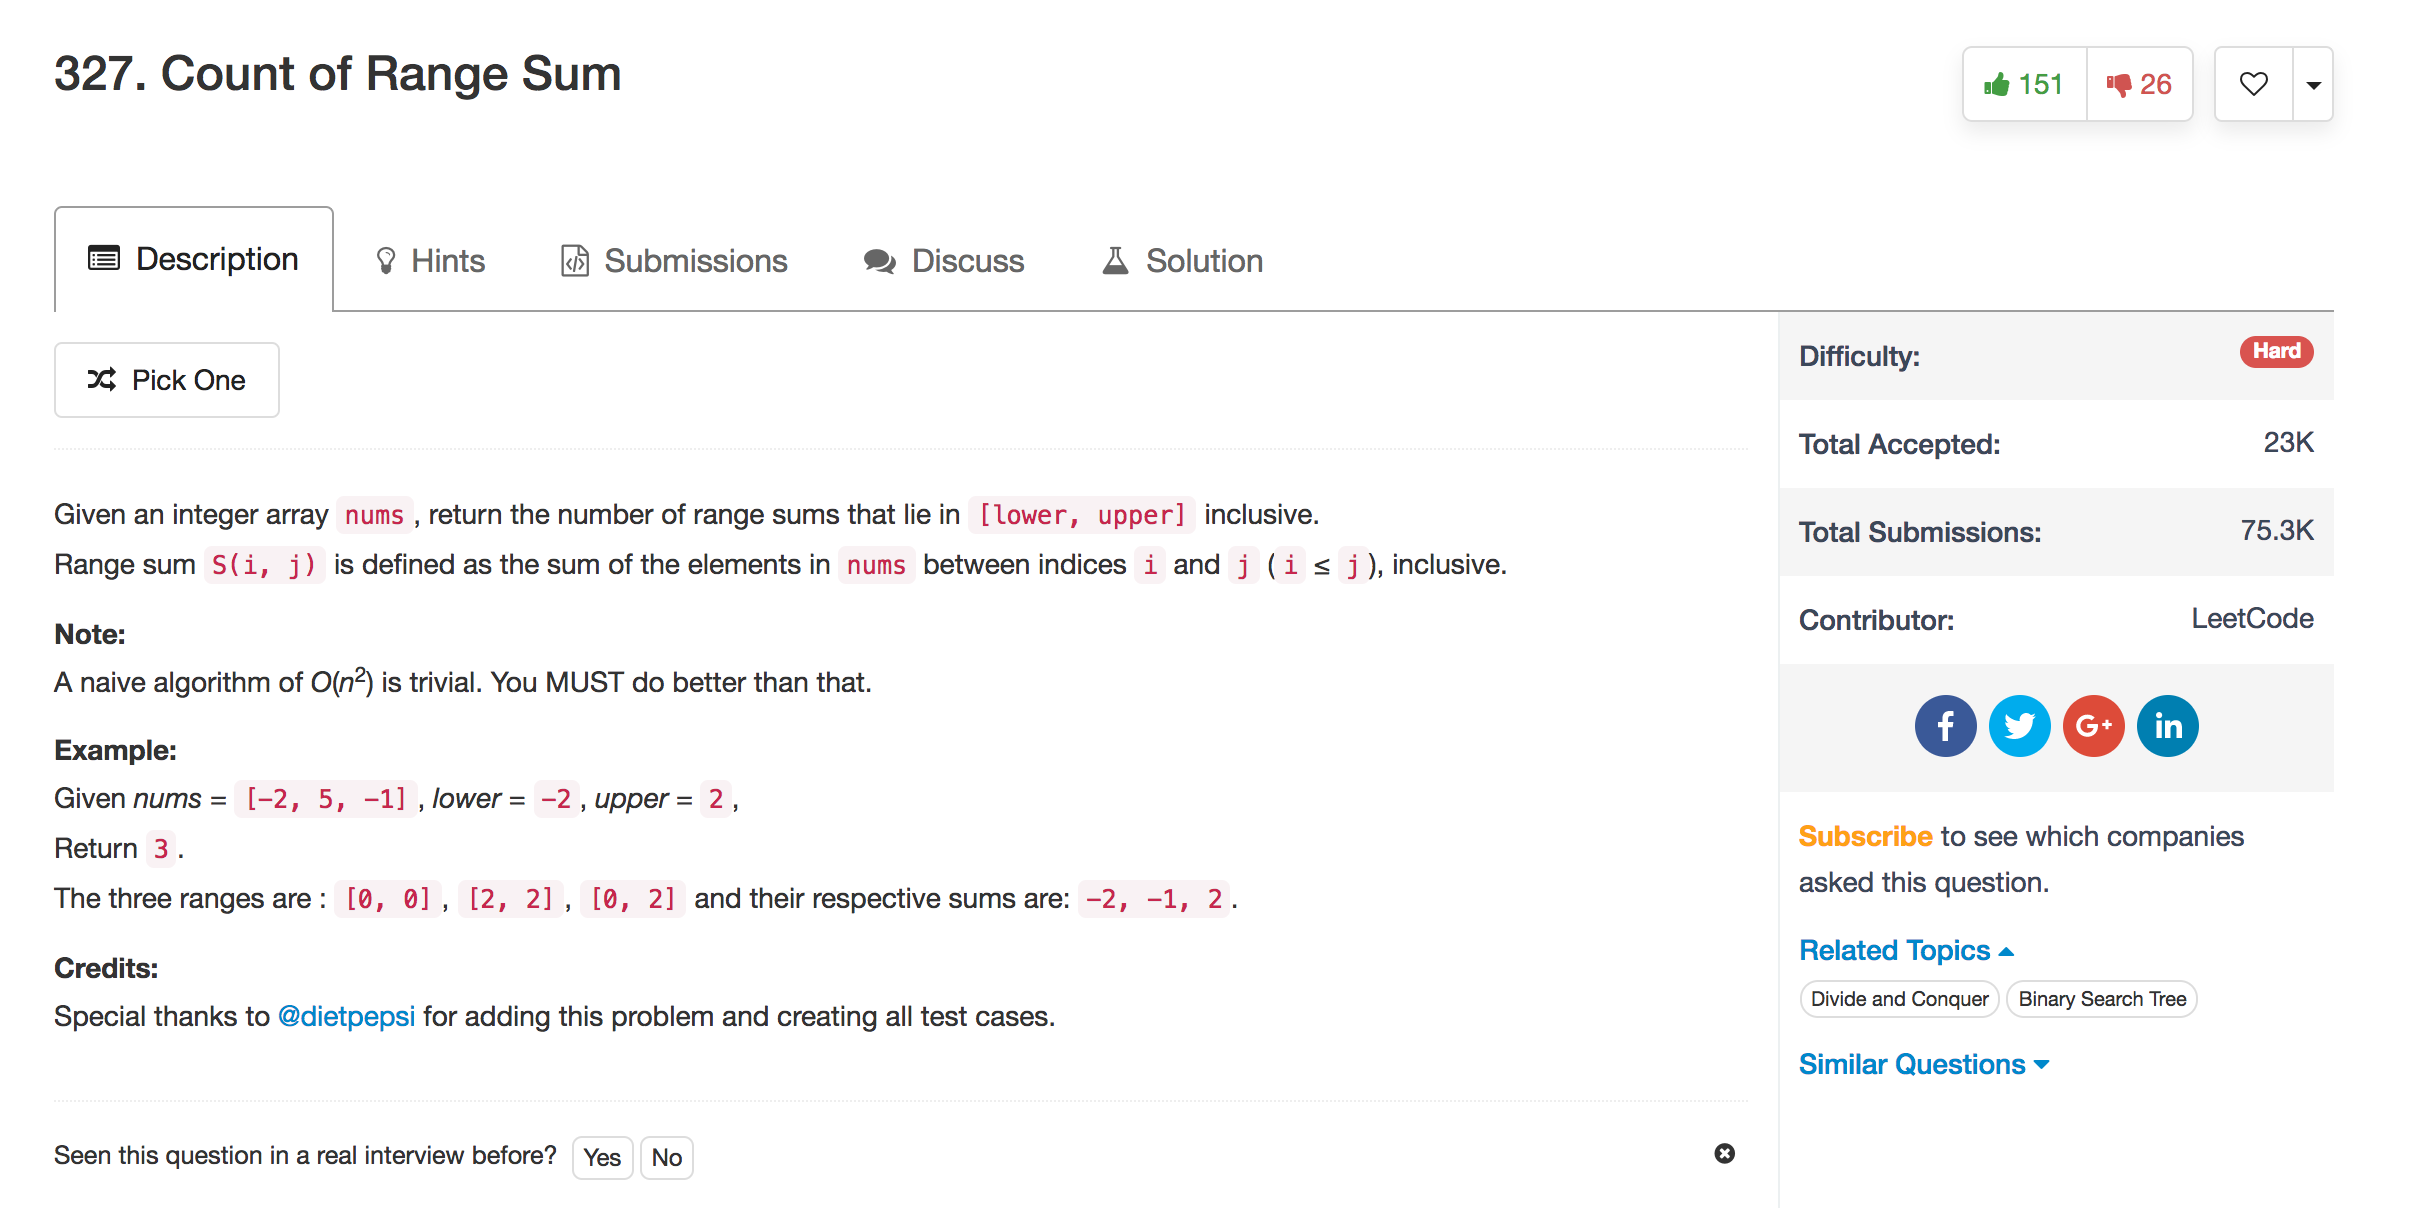 327. Count of Range Sum
151
26
Description
Hints
Submissions
Discuss
Solution
Pick One
Given an integer array nums , return the number of range sums that lie in [lower, upper] inclusive.
Range sum S(i, j) is defined as the sum of the elements in nums between indices i and j (i ≤ j), inclusive.
Note:
A naive algorithm of O(n²) is trivial. You MUST do better than that.
Example:
Given nums = [-2, 5, -1], lower = -2, upper = 2,
Return 3.
The three ranges are : [0, 0], [2, 2], [0, 2] and their respective sums are: -2, -1, 2.
Credits:
Special thanks to @dietpepsi for adding this problem and creating all test cases.
Seen this question in a real interview before? Yes No
Difficulty: Hard
Total Accepted: 23K
Total Submissions: 75.3K
Contributor: LeetCode
f G+ in
Subscribe to see which companies
asked this question.
Related Topics
Divide and Conquer Binary Search Tree
Similar Questions